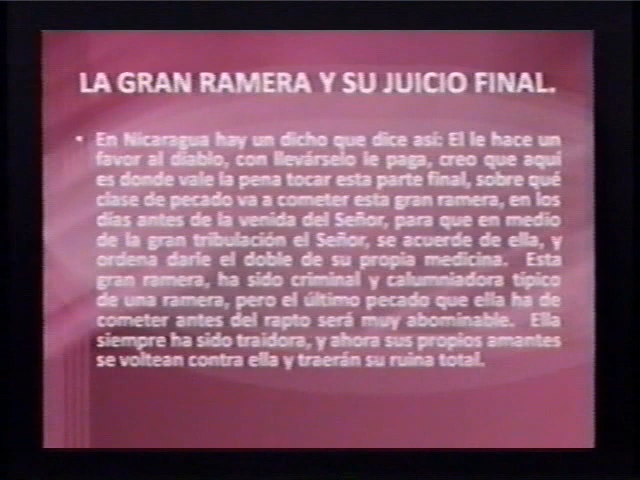 LA GRAN RAMERA Y SU JUICIO FINAL.
• En Nicaragua hay un dicho que dice así: El le hace un
favor al diablo, con llevárselo le paga, creo que aquí
es donde vale la pena tocar esta parte final, sobre qué
clase de pecado va a cometer esta gran ramera, en los
días antes de la venida del Señor, para que en medio
de la gran tribulación el Señor, se acuerde de ella, y
ordena darle el doble de su propia medicina. Esta
gran ramera, ha sido criminal y calumniadora típico
de una ramera, pero el último pecado que ella ha de
cometer antes del rapto será muy abominable. Ella
siempre ha sido traidora, y ahora sus propios amantes
se voltean contra ella y traerán su ruina total.